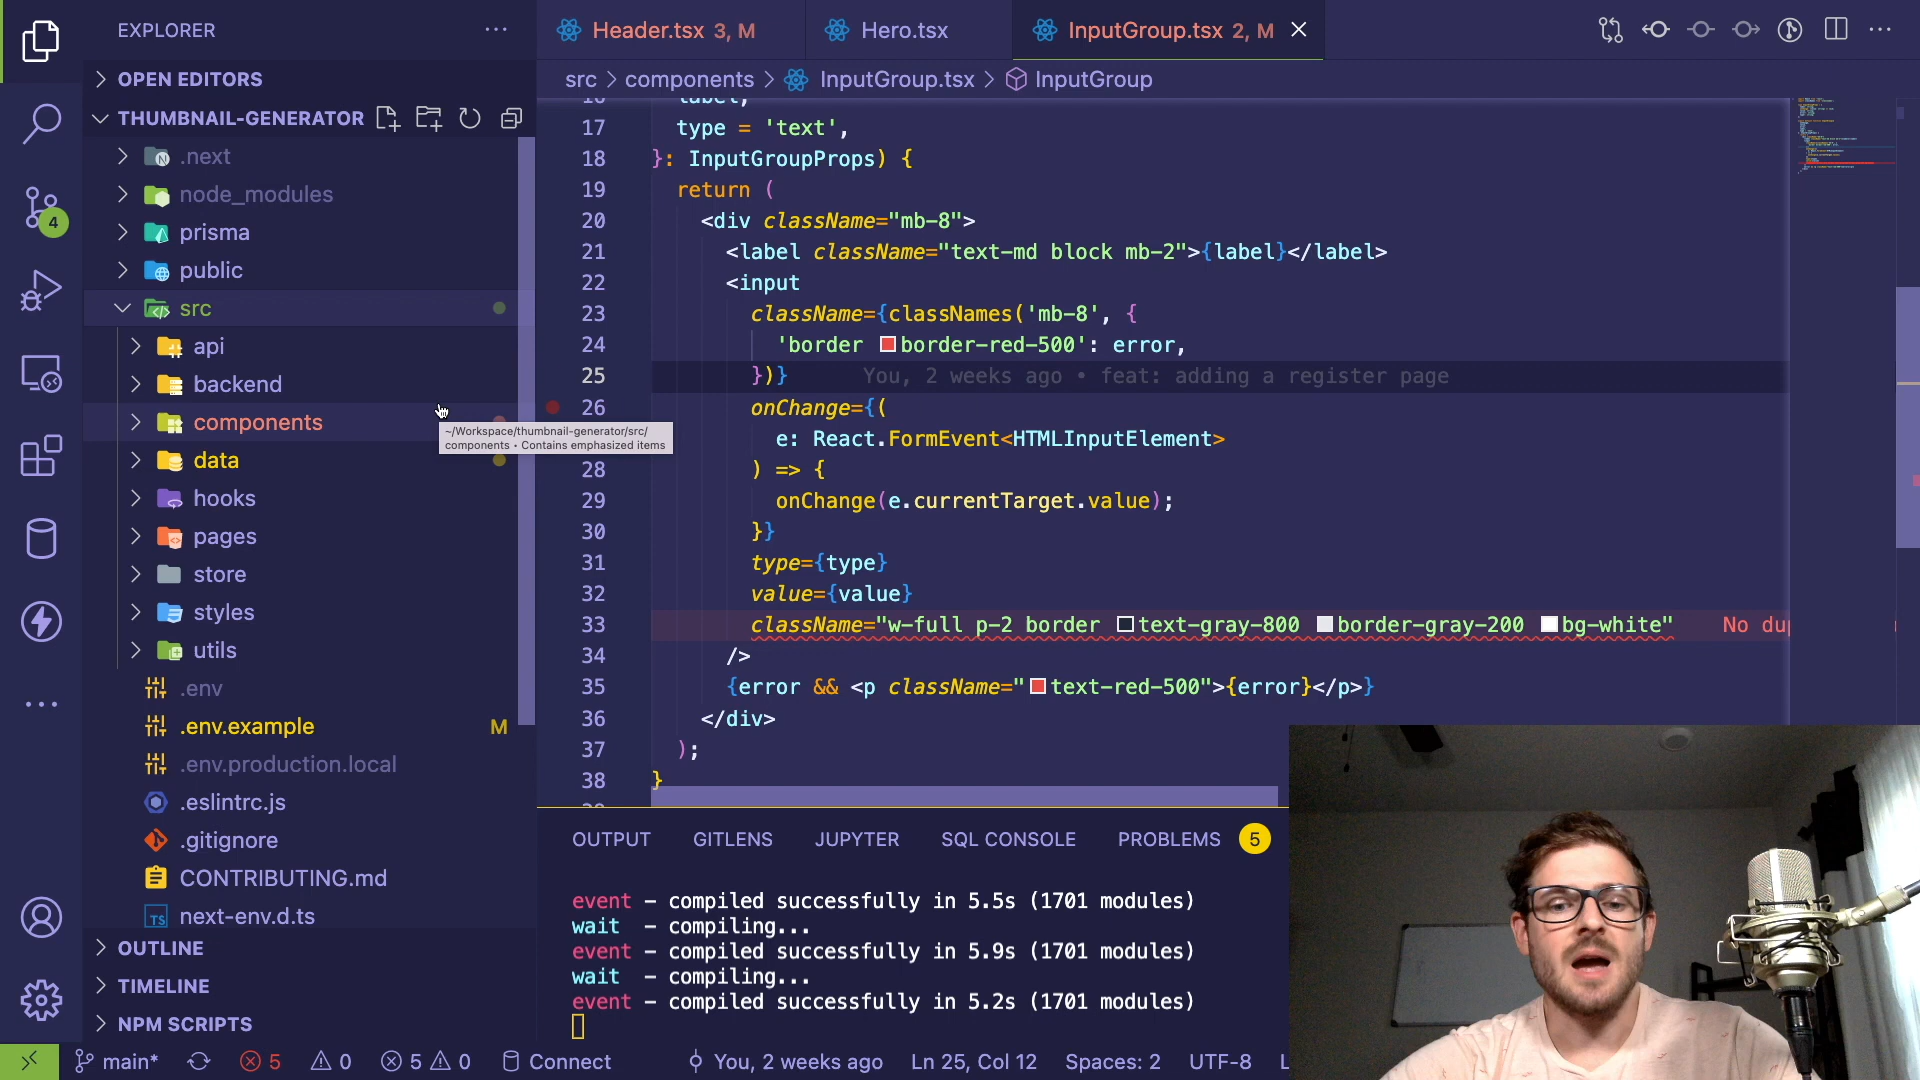 EXPLORER
OPEN EDITORS
THUMBNAIL-GENERATOR
.next
node_modules
prisma
public
src
api
backend
components
data
hooks
pages
store
styles
utils
.env
.env.example M
.env.production.local
.eslintrc.js
.gitignore
CONTRIBUTING.md
TS next-env.d.ts
OUTLINE
TIMELINE
NPM SCRIPTS
4
~/Workspace/thumbnail-generator/src/
components • Contains emphasized items
Header.tsx 3, M
Hero.tsx
InputGroup.tsx 2, M
src > components > InputGroup.tsx > InputGroup
16 label,
17 type = 'text',
18 }: InputGroupProps) {
19 return (
20 <div className="mb-8">
21 <label className="text-md block mb-2">{label}</label>
22 <input
23 className={classNames('mb-8', {
24 'border border-red-500': error,
25 })} You, 2 weeks ago • feat: adding a register page
26 onChange={(
e: React.FormEvent<HTMLInputElement>
28 ) => {
29 onChange(e.currentTarget.value);
30 }}
31 type={type}
32 value={value}
33 className="w-full p-2 border text-gray-800 border-gray-200 bg-white" No du
34 />
35 {error && <p className="text-red-500">{error}</p>}
36 </div>
37 );
38 }
OUTPUT GITLENS JUPYTER SQL CONSOLE PROBLEMS 5
event – compiled successfully in 5.5s (1701 modules)
wait – compiling...
event – compiled successfully in 5.9s (1701 modules)
wait – compiling...
event – compiled successfully in 5.2s (1701 modules)
main* 5 0 5 0 Connect You, 2 weeks ago Ln 25, Col 12 Spaces: 2 UTF-8 L